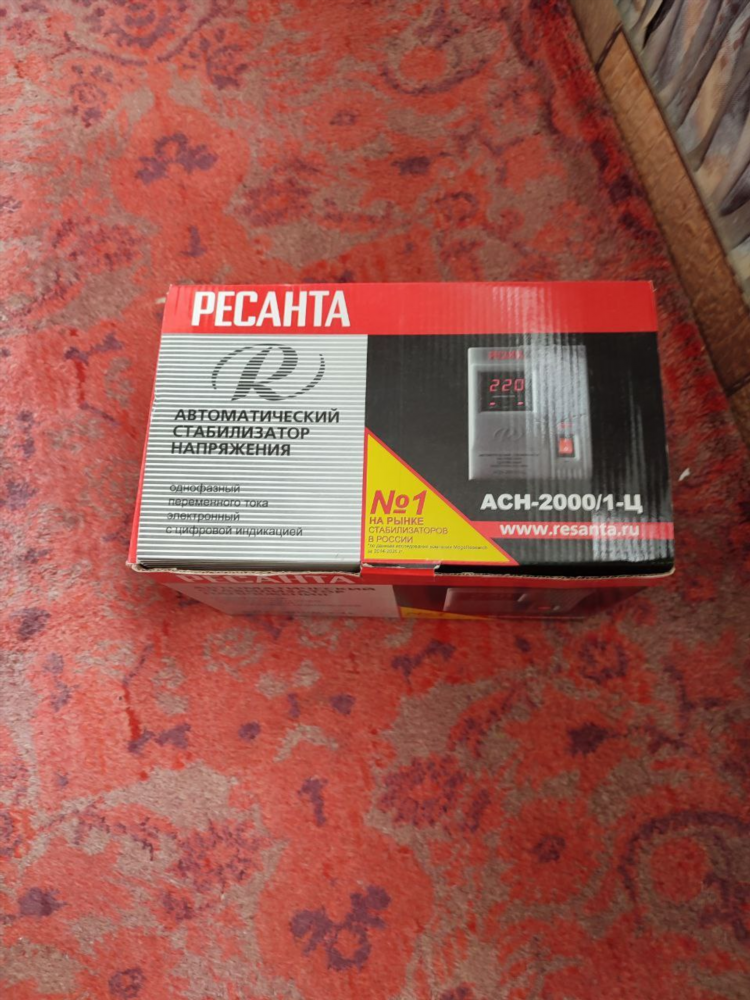 РЕСАНТА
R
АВТОМАТИЧЕСКИЙ
СТАБИЛИЗАТОР
НАПРЯЖЕНИЯ
однофазный
переменного тока
электронный
с цифровой индикацией
220
№1
НА РЫНКЕ
СТАБИЛИЗАТОРОВ
В РОССИИ
АСН-2000/1-Ц
www.resanta.ru
РЕСАНТА